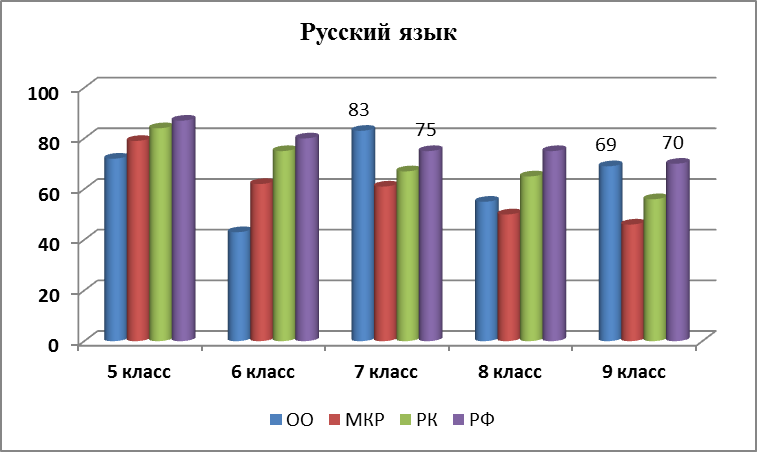 Русский язык
100
80
60
40
20
0
83
75
69
70
5 класс
6 класс
7 класс
8 класс
9 класс
ОО
МКР
РК
РФ